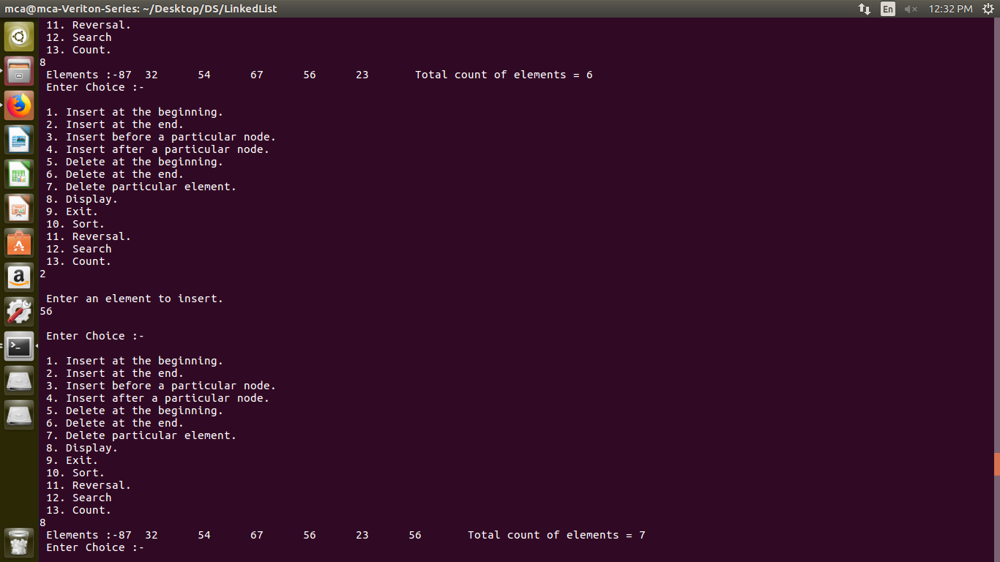 mca@mca-Veriton-Series: ~/Desktop/DS/LinkedList En 12:32 PM
11. Reversal.
12. Search
13. Count.
8
Elements :-87 32 54 67 56 23 Total count of elements = 6
Enter Choice :-
1. Insert at the beginning.
2. Insert at the end.
3. Insert before a particular node.
4. Insert after a particular node.
5. Delete at the beginning.
6. Delete at the end.
7. Delete particular element.
8. Display.
9. Exit.
10. Sort.
11. Reversal.
12. Search
13. Count.
2
Enter an element to insert.
56
Enter Choice :-
1. Insert at the beginning.
2. Insert at the end.
3. Insert before a particular node.
4. Insert after a particular node.
5. Delete at the beginning.
6. Delete at the end.
7. Delete particular element.
8. Display.
9. Exit.
10. Sort.
11. Reversal.
12. Search
13. Count.
8
Elements :-87 32 54 67 56 23 56 Total count of elements = 7
Enter Choice :-